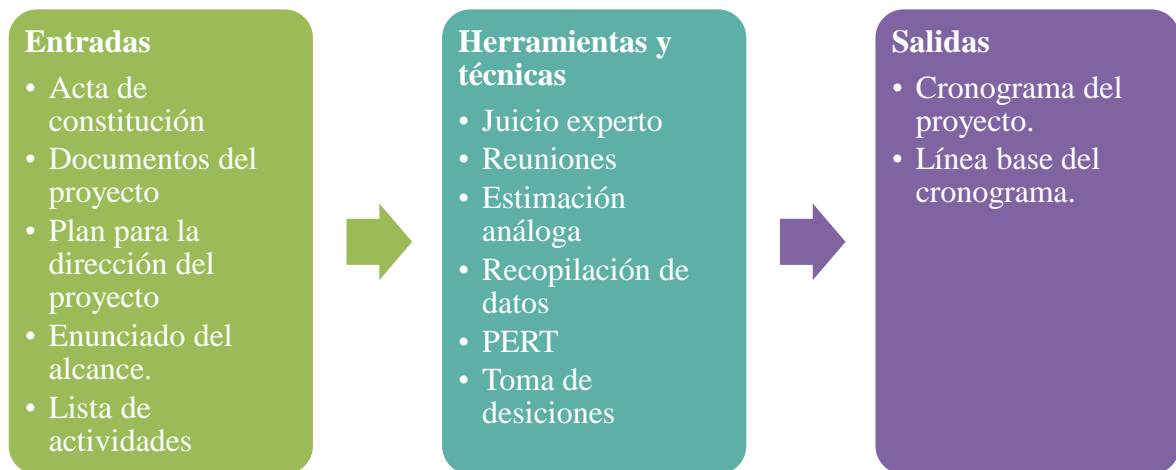 Entradas
• Acta de
constitución
• Documentos del
proyecto
• Plan para la
dirección del
proyecto
• Enunciado del
alcance.
• Lista de
actividades
Herramientas y
técnicas
• Juicio experto
• Reuniones
• Estimación
análoga
• Recopilación de
datos
• PERT
• Toma de
desiciones
Salidas
• Cronograma del
proyecto.
• Línea base del
cronograma.